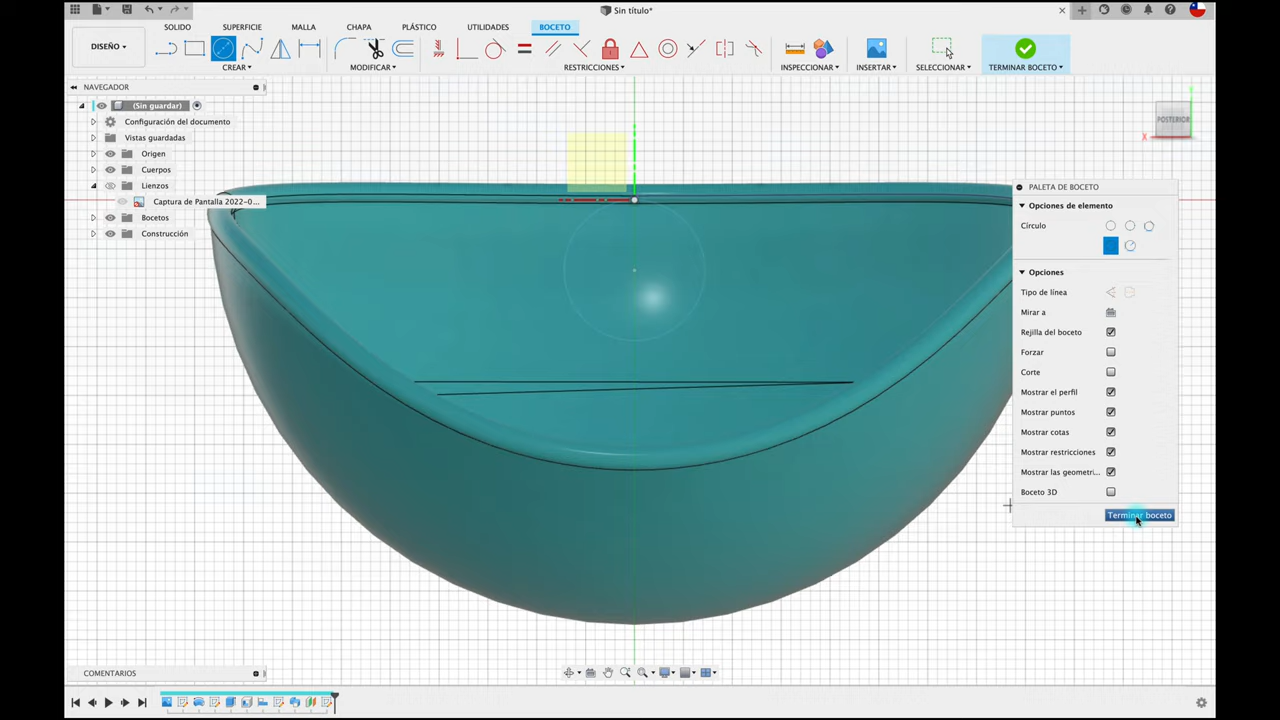 Sin título*
SÓLIDO
SUPERFICIE
MALLA
CHAPA
PLÁSTICO
UTILIDADES
BOCETO
DISEÑO
CREAR
MODIFICAR
RESTRICCIONES
INSPECCIONAR
INSERTAR
SELECCIONAR
TERMINAR BOCETO
NAVEGADOR
(Sin guardar)
Configuración del documento
Vistas guardadas
Origen
Cuerpos
Lienzos
Captura de Pantalla 2022-0...
Bocetos
Construcción
POSTERIOR
X
Y
PALETA DE BOCETO
Opciones de elemento
Círculo
Opciones
Tipo de línea
Mirar a
Rejilla del boceto
Forzar
Corte
Mostrar el perfil
Mostrar puntos
Mostrar cotas
Mostrar restricciones
Mostrar las geometrí...
Boceto 3D
Terminar boceto
COMENTARIOS